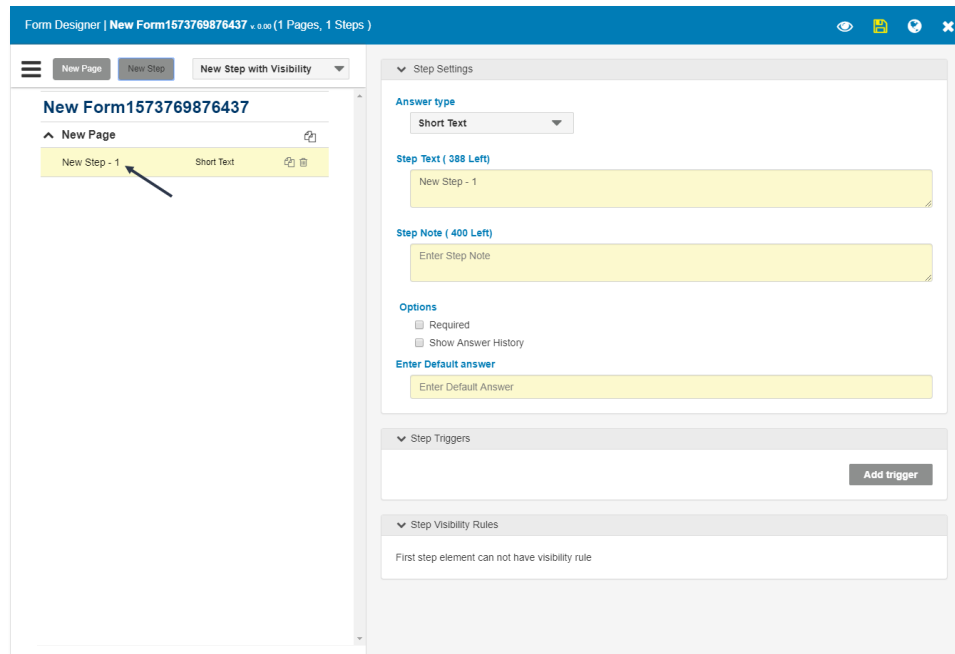 Form Designer | New Form1573769876437 v. 0.00 (1 Pages, 1 Steps )
New Page
New Step
New Step with Visibility
New Form1573769876437
New Page
New Step - 1
Short Text
Step Settings
Answer type
Short Text
Step Text ( 388 Left)
New Step - 1
Step Note ( 400 Left)
Enter Step Note
Options
Required
Show Answer History
Enter Default answer
Enter Default Answer
Step Triggers
Add trigger
Step Visibility Rules
First step element can not have visibility rule